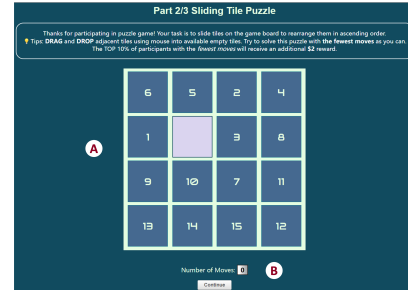 Part 2/3 Sliding Tile Puzzle
Thanks for participating in puzzle game! Your task is to slide tiles on the game board to rearrange them in ascending order.
💡 Tips: DRAG and DROP adjacent tiles using mouse into available empty tiles. Try to solve this puzzle with the fewest moves as you can.
The TOP 10% of participants with the fewest moves will receive an additional $2 reward.
6 5 2 4
1 3 8
A
9 10 7 11
13 14 15 12
Number of Moves: 0 B
Continue